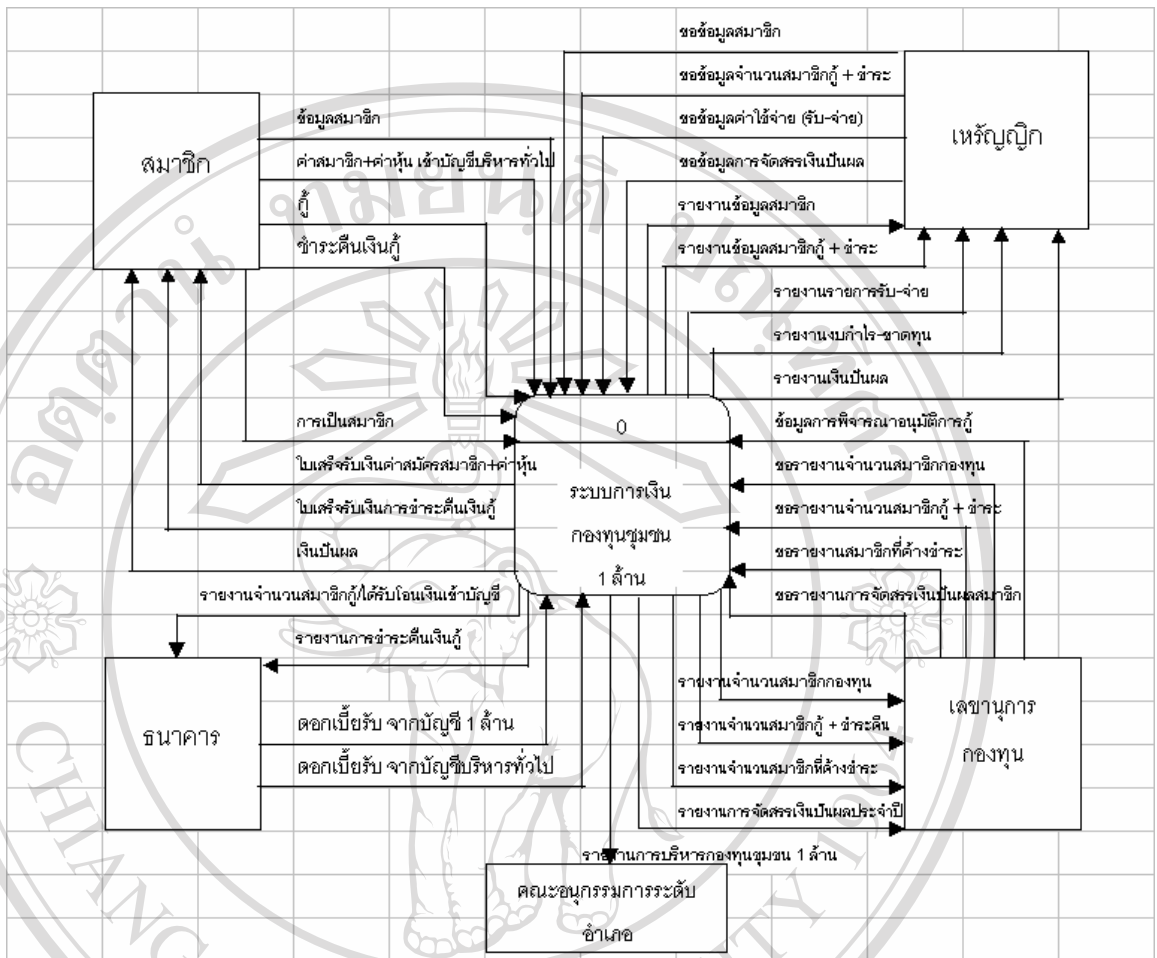 ขอข้อมูลสมาชิก
ขอข้อมูลจำนวนสมาชิกกู้ + ชำระ
ขอข้อมูลค่าใช้จ่าย (รับ-จ่าย)
ขอข้อมูลการจัดสรรเงินปันผล
รายงานข้อมูลสมาชิก
รายงานข้อมูลสมาชิกกู้ + ชำระ
เหรัญญิก
สมาชิก
ข้อมูลสมาชิก
ค่าสมาชิก+ค่าหุ้น เข้าบัญชีบริหารทั่วไป
กู้
ชำระคืนเงินกู้
รายงานรายการรับ-จ่าย
รายงานงบกำไร-ขาดทุน
รายงานเงินปันผล
0
ระบบการเงิน
กองทุนชุมชน
1 ล้าน
การเป็นสมาชิก
ใบเสร็จรับเงินค่าสมัครสมาชิก+ค่าหุ้น
ใบเสร็จรับเงินการชำระคืนเงินกู้
เงินปันผล
รายงานจำนวนสมาชิกกู้/ได้รับโอนเงินเข้าบัญชี
รายงานการชำระคืนเงินกู้
ข้อมูลการพิจารณาอนุมัติการกู้
ขอรายงานจำนวนสมาชิกกองทุน
ขอรายงานจำนวนสมาชิกกู้ + ชำระ
ขอรายงานสมาชิกที่ค้างชำระ
ขอรายงานการจัดสรรเงินปันผลสมาชิก
ธนาคาร
ดอกเบี้ยรับ จากบัญชี 1 ล้าน
ดอกเบี้ยรับ จากบัญชีบริหารทั่วไป
รายงานจำนวนสมาชิกกองทุน
รายงานจำนวนสมาชิกกู้ + ชำระคืน
รายงานจำนวนสมาชิกที่ค้างชำระ
รายงานการจัดสรรเงินปันผลประจำปี
เลขานุการ
กองทุน
รายงานการบริหารกองทุนชุมชน 1 ล้าน
คณะอนุกรรมการระดับ
อำเภอ